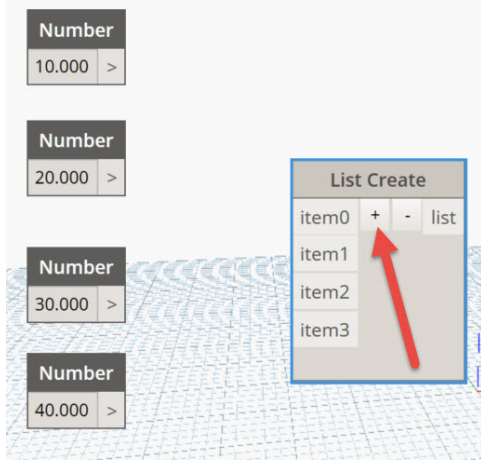 Number
10.000 >
Number
20.000 >
Number
30.000 >
Number
40.000 >
List Create
item0 + - list
item1
item2
item3